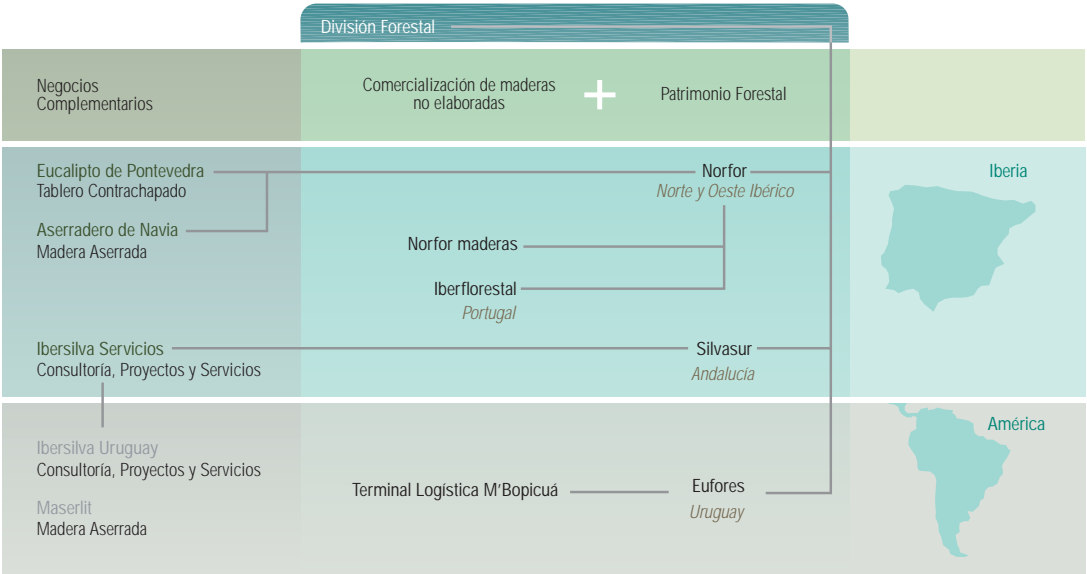 División Forestal
Negocios
Complementarios
Comercialización de maderas
no elaboradas
+
Patrimonio Forestal
Eucalipto de Pontevedra
Tablero Contrachapado
Aserradero de Navia
Madera Aserrada
Norfor
Norte y Oeste Ibérico
Norfor maderas
Iberflorestal
Portugal
Iberia
Ibersilva Servicios
Consultoría, Proyectos y Servicios
Silvasur
Andalucía
Ibersilva Uruguay
Consultoría, Proyectos y Servicios
Maserlit
Madera Aserrada
Terminal Logística M’Bopicuá
Eufores
Uruguay
América